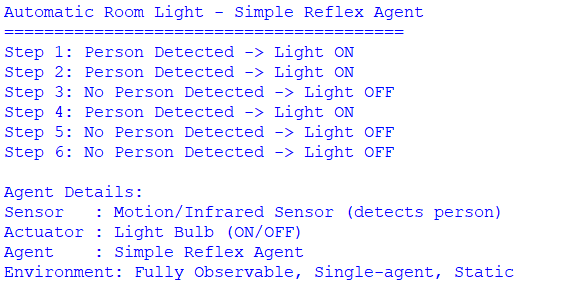 Automatic Room Light - Simple Reflex Agent
========================================
Step 1: Person Detected -> Light ON
Step 2: Person Detected -> Light ON
Step 3: No Person Detected -> Light OFF
Step 4: Person Detected -> Light ON
Step 5: No Person Detected -> Light OFF
Step 6: No Person Detected -> Light OFF

Agent Details:
Sensor   : Motion/Infrared Sensor (detects person)
Actuator : Light Bulb (ON/OFF)
Agent    : Simple Reflex Agent
Environment: Fully Observable, Single-agent, Static